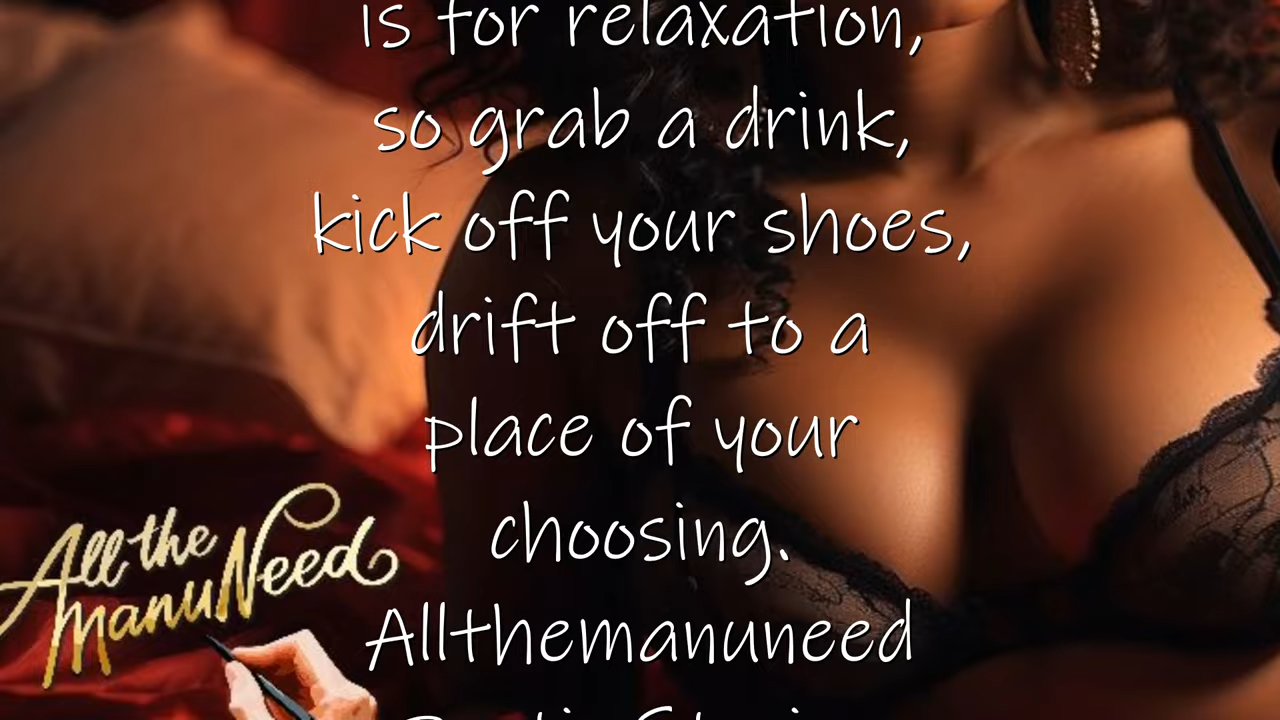 is for relaxation,
so grab a drink,
kick off your shoes,
drift off to a
place of your
choosing.
Allthemanuneed
All the
manuNeed